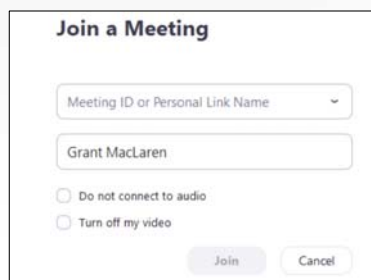 Join a Meeting
Meeting ID or Personal Link Name
Grant MacLaren
Do not connect to audio
Turn off my video
Join Cancel